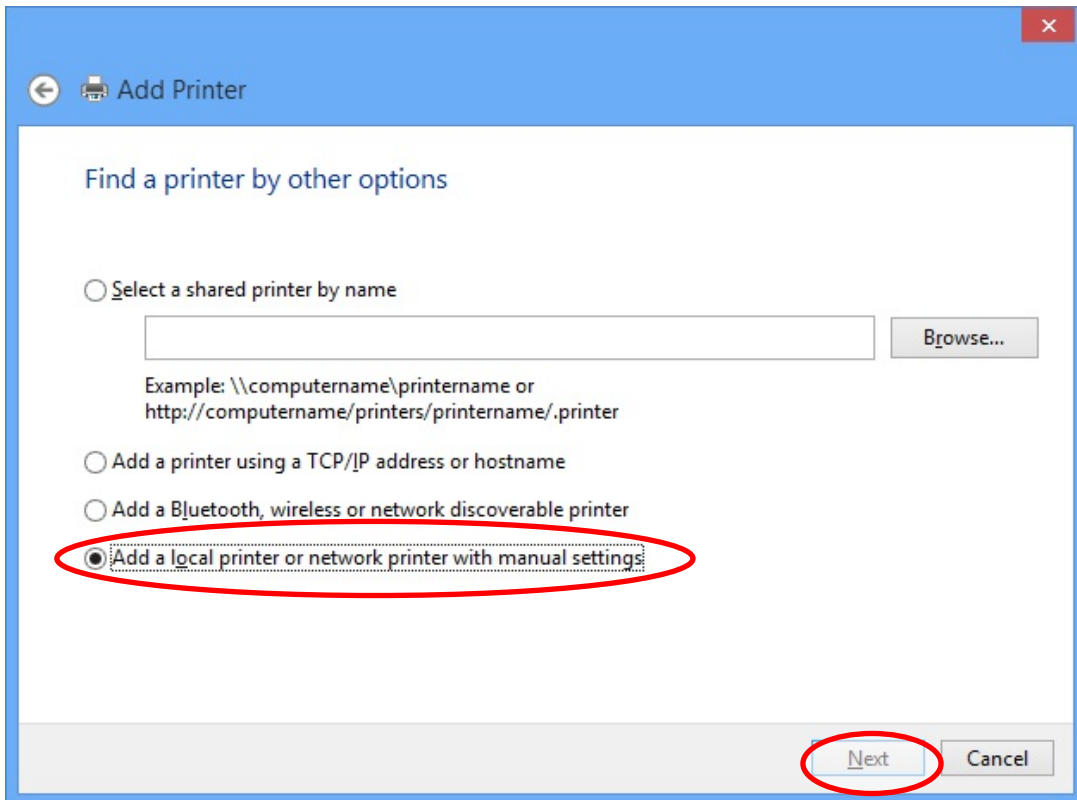 Add Printer
Find a printer by other options
Select a shared printer by name
Browse...
Example: \\computername\printername or
http://computername/printers/printername/.printer
Add a printer using a TCP/IP address or hostname
Add a Bluetooth, wireless or network discoverable printer
Add a local printer or network printer with manual settings
Next
Cancel